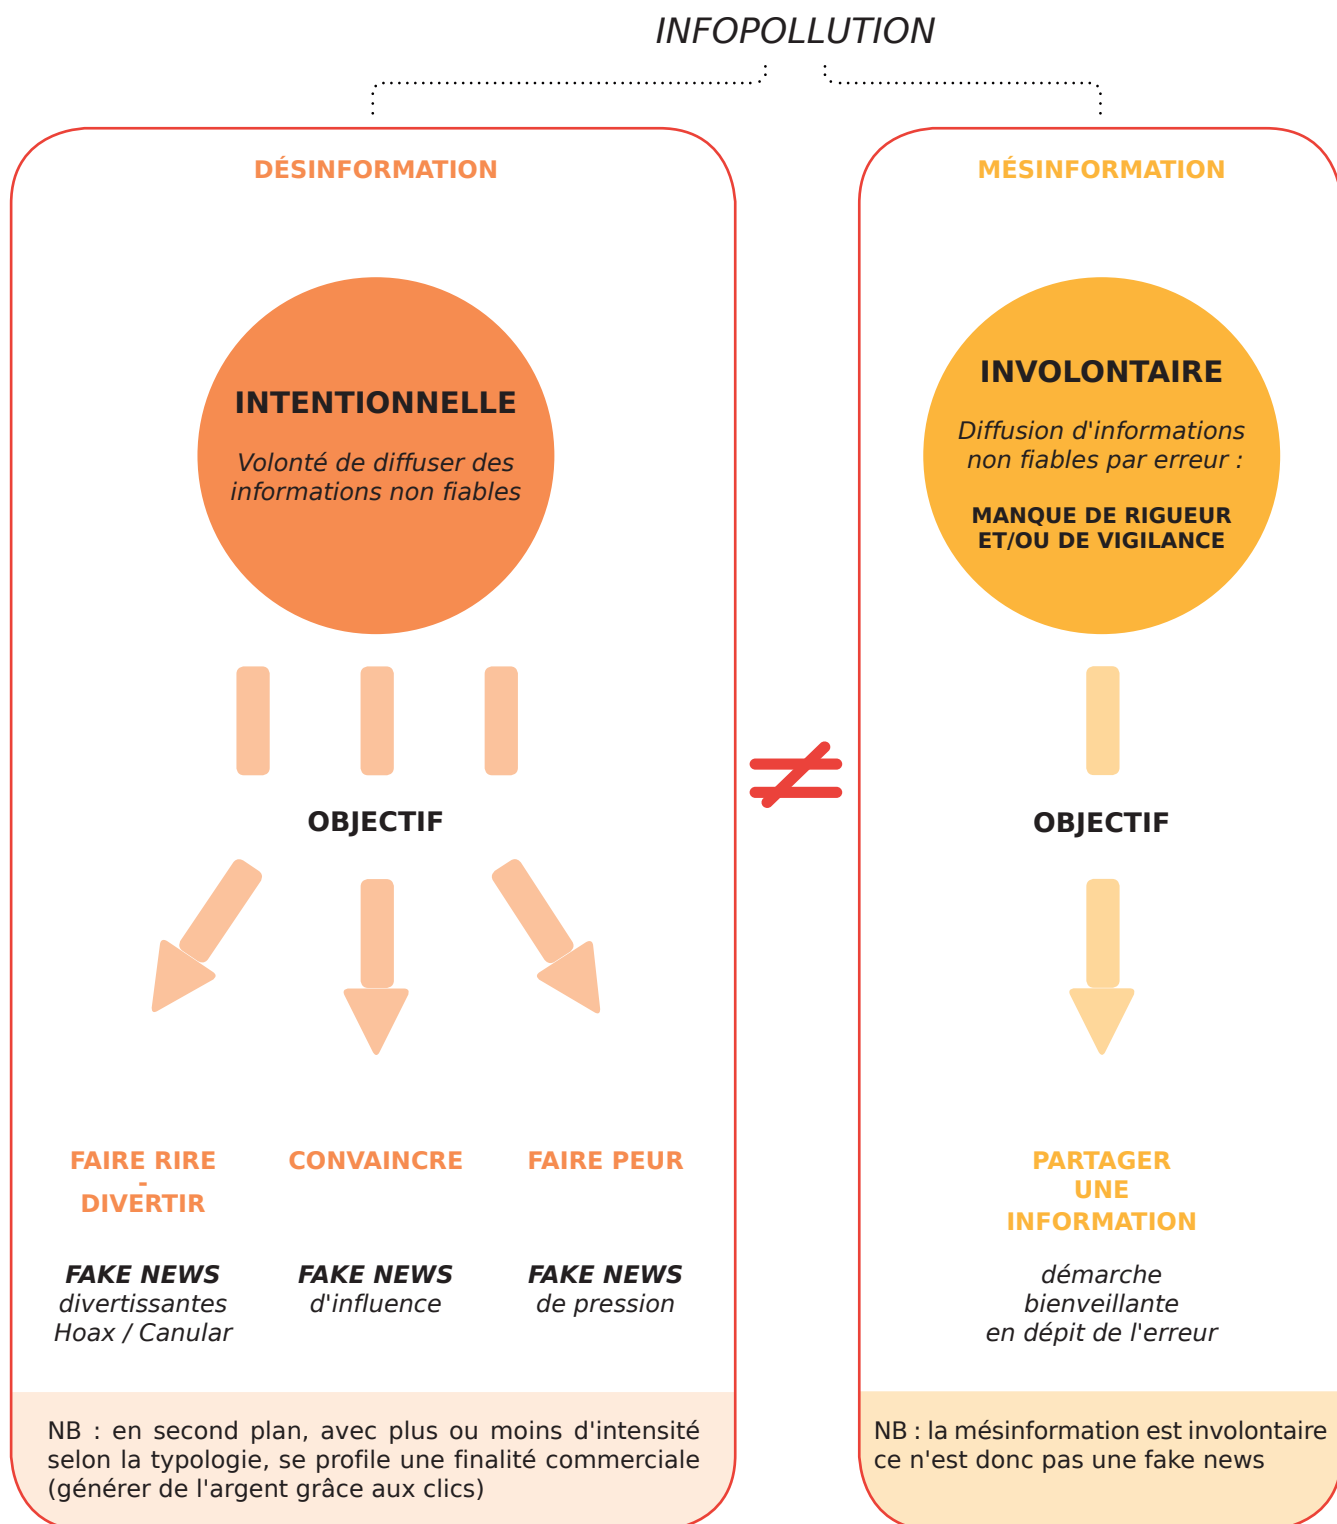 INFOPOLLUTION
DÉSINFORMATION
INTENTIONNELLE
Volonté de diffuser des
informations non fiables
OBJECTIF
FAIRE RIRE
-
DIVERTIR
FAKE NEWS
divertissantes
Hoax / Canular
CONVAINCRE
FAKE NEWS
d'influence
FAIRE PEUR
FAKE NEWS
de pression
NB : en second plan, avec plus ou moins d'intensité
selon la typologie, se profile une finalité commerciale
(générer de l'argent grâce aux clics)
≠
MÉSINFORMATION
INVOLONTAIRE
Diffusion d'informations
non fiables par erreur :
MANQUE DE RIGUEUR
ET/OU DE VIGILANCE
OBJECTIF
PARTAGER
UNE
INFORMATION
démarche
bienveillante
en dépit de l'erreur
NB : la mésinformation est involontaire
ce n'est donc pas une fake news